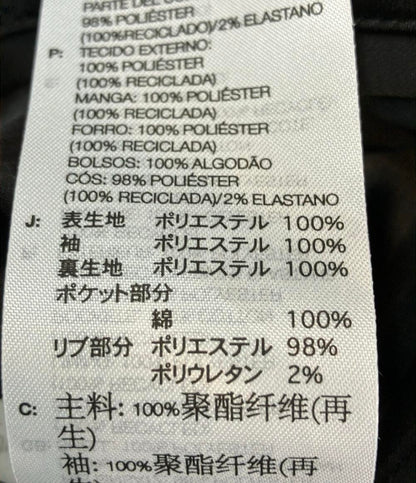 PARTE DEL
98% POLIÉSTER
(100%RECICLADO)/2% ELASTANO
P: TECIDO EXTERNO:
100% POLIÉSTER
(100% RECICLADA)
MANGA: 100% POLIÉSTER
(100% RECICLADA)
FORRO: 100% POLIÉSTER
(100% RECICLADA)
BOLSOS: 100% ALGODÃO
CÓS: 98% POLIÉSTER
(100% RECICLADA)/2% ELASTANO
J: 表生地 ポリエステル 100%
袖 ポリエステル 100%
裏生地 ポリエステル 100%
ポケット部分
綿 100%
リブ部分 ポリエステル 98%
ポリウレタン 2%
C: 主料: 100%聚酯纤维(再
生)
袖: 100%聚酯纤维(再